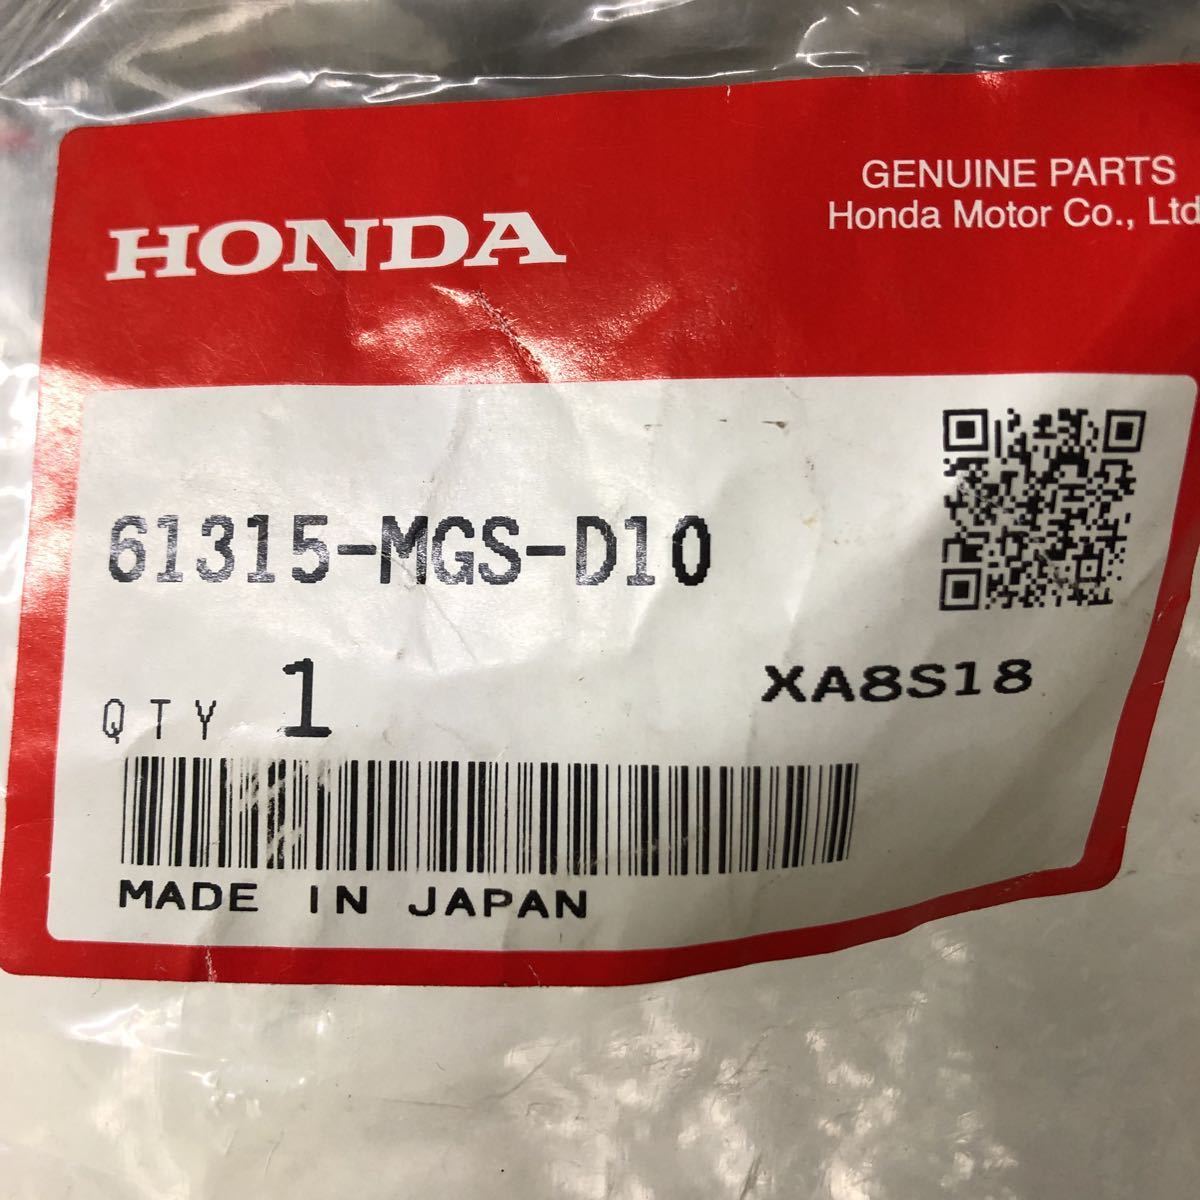 GENUINE PARTS
Honda Motor Co., Ltd
HONDA
61315-MGS-D10
QTY 1
XA8S18
MADE IN JAPAN